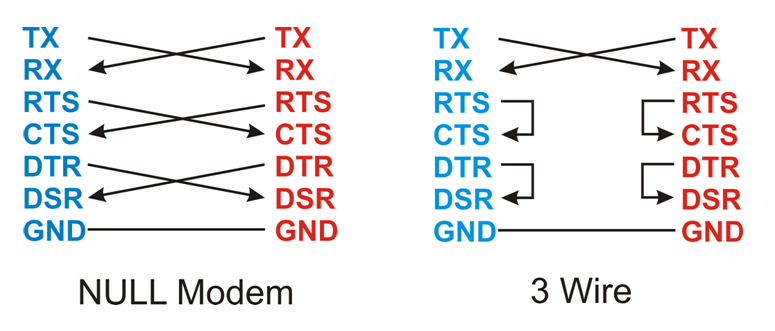 TX TX
RX RX
RTS RTS
CTS CTS
DTR DTR
DSR DSR
GND GND
NULL Modem
TX TX
RX RX
RTS RTS
CTS CTS
DTR DTR
DSR DSR
GND GND
3 Wire